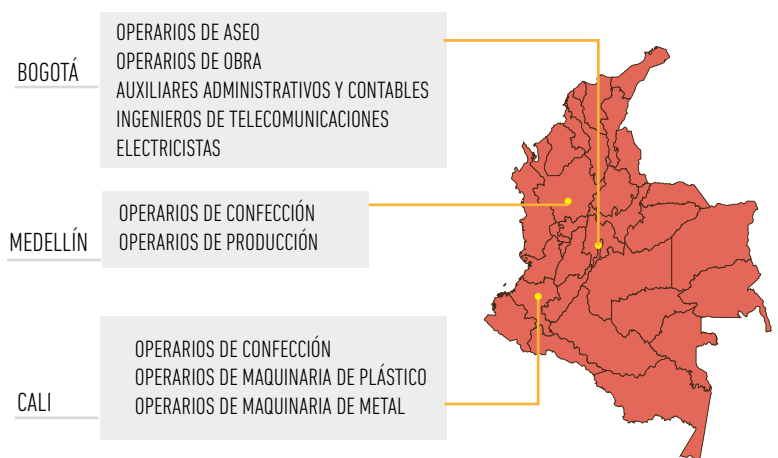 BOGOTÁ
OPERARIOS DE ASEO
OPERARIOS DE OBRA
AUXILIARES ADMINISTRATIVOS Y CONTABLES
INGENIEROS DE TELECOMUNICACIONES
ELECTRICISTAS
MEDELLÍN
OPERARIOS DE CONFECCIÓN
OPERARIOS DE PRODUCCIÓN
CALI
OPERARIOS DE CONFECCIÓN
OPERARIOS DE MAQUINARIA DE PLÁSTICO
OPERARIOS DE MAQUINARIA DE METAL